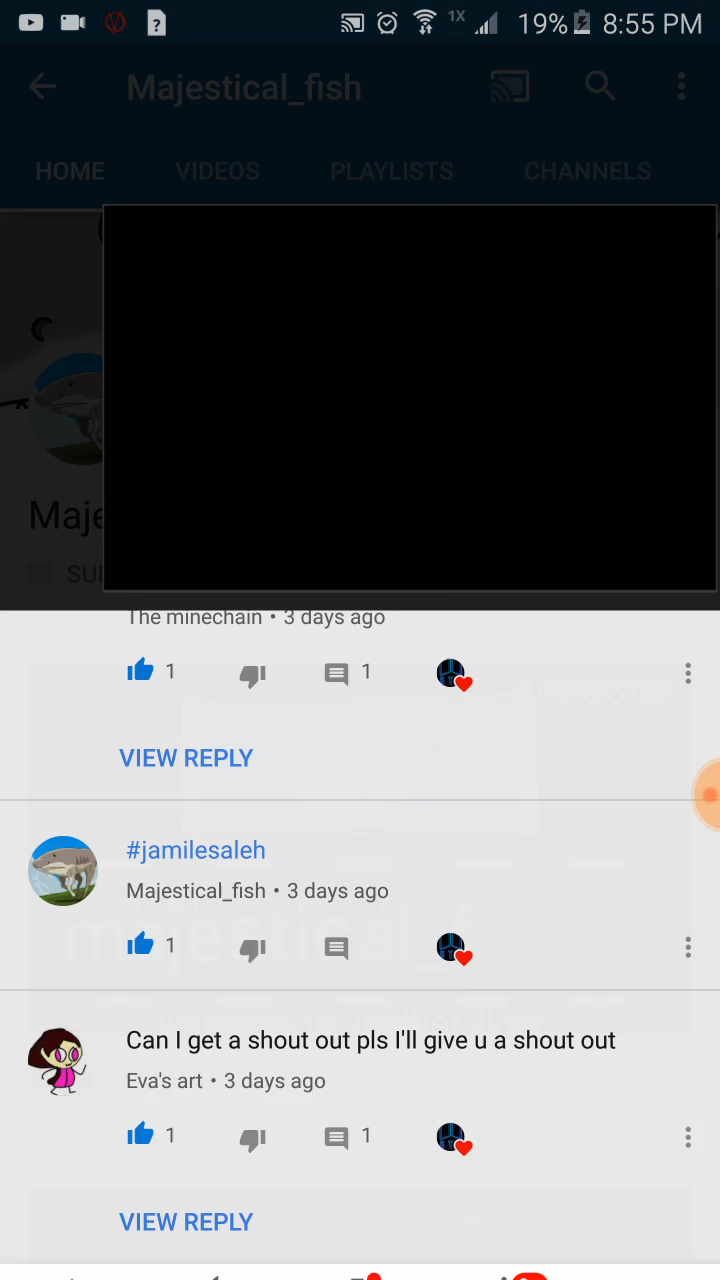 1X 19% 8:55 PM
Majestical_fish
HOME VIDEOS PLAYLISTS CHANNELS
The minechain • 3 days ago
1 1
VIEW REPLY
#jamilesaleh
Majestical_fish • 3 days ago
1
Can I get a shout out pls I'll give u a shout out
Eva's art • 3 days ago
1 1
VIEW REPLY